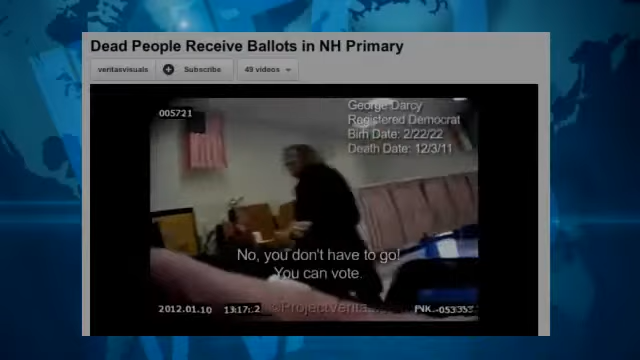 Dead People Receive Ballots in NH Primary
veritasvisuals
Subscribe
49 videos
005721
George Darcy
Registered Democrat
Birth Date: 2/22/22
Death Date: 12/3/11
No, you don't have to go!
You can vote.
2012.01.10